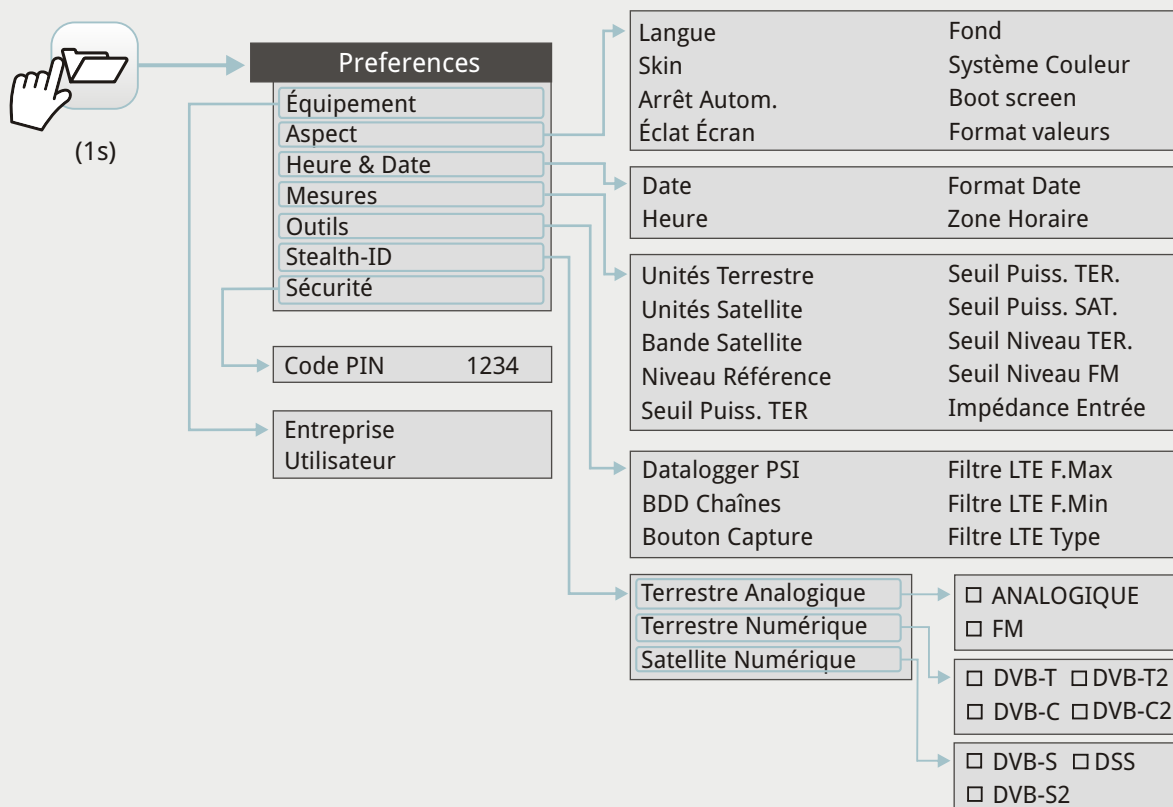 (1s)
Preferences
Équipement
Aspect
Heure & Date
Mesures
Outils
Stealth-ID
Sécurité
Code PIN 1234
Entreprise
Utilisateur
Langue Fond
Skin Système Couleur
Arrêt Autom. Boot screen
Éclat Écran Format valeurs
Date Format Date
Heure Zone Horaire
Unités Terrestre Seuil Puiss. TER.
Unités Satellite Seuil Puiss. SAT.
Bande Satellite Seuil Niveau TER.
Niveau Référence Seuil Niveau FM
Seuil Puiss. TER Impédance Entrée
Datalogger PSI Filtre LTE F.Max
BDD Chaînes Filtre LTE F.Min
Bouton Capture Filtre LTE Type
Terrestre Analogique
Terrestre Numérique
Satellite Numérique
ANALOGIQUE
FM
DVB-T DVB-T2
DVB-C DVB-C2
DVB-S DSS
DVB-S2